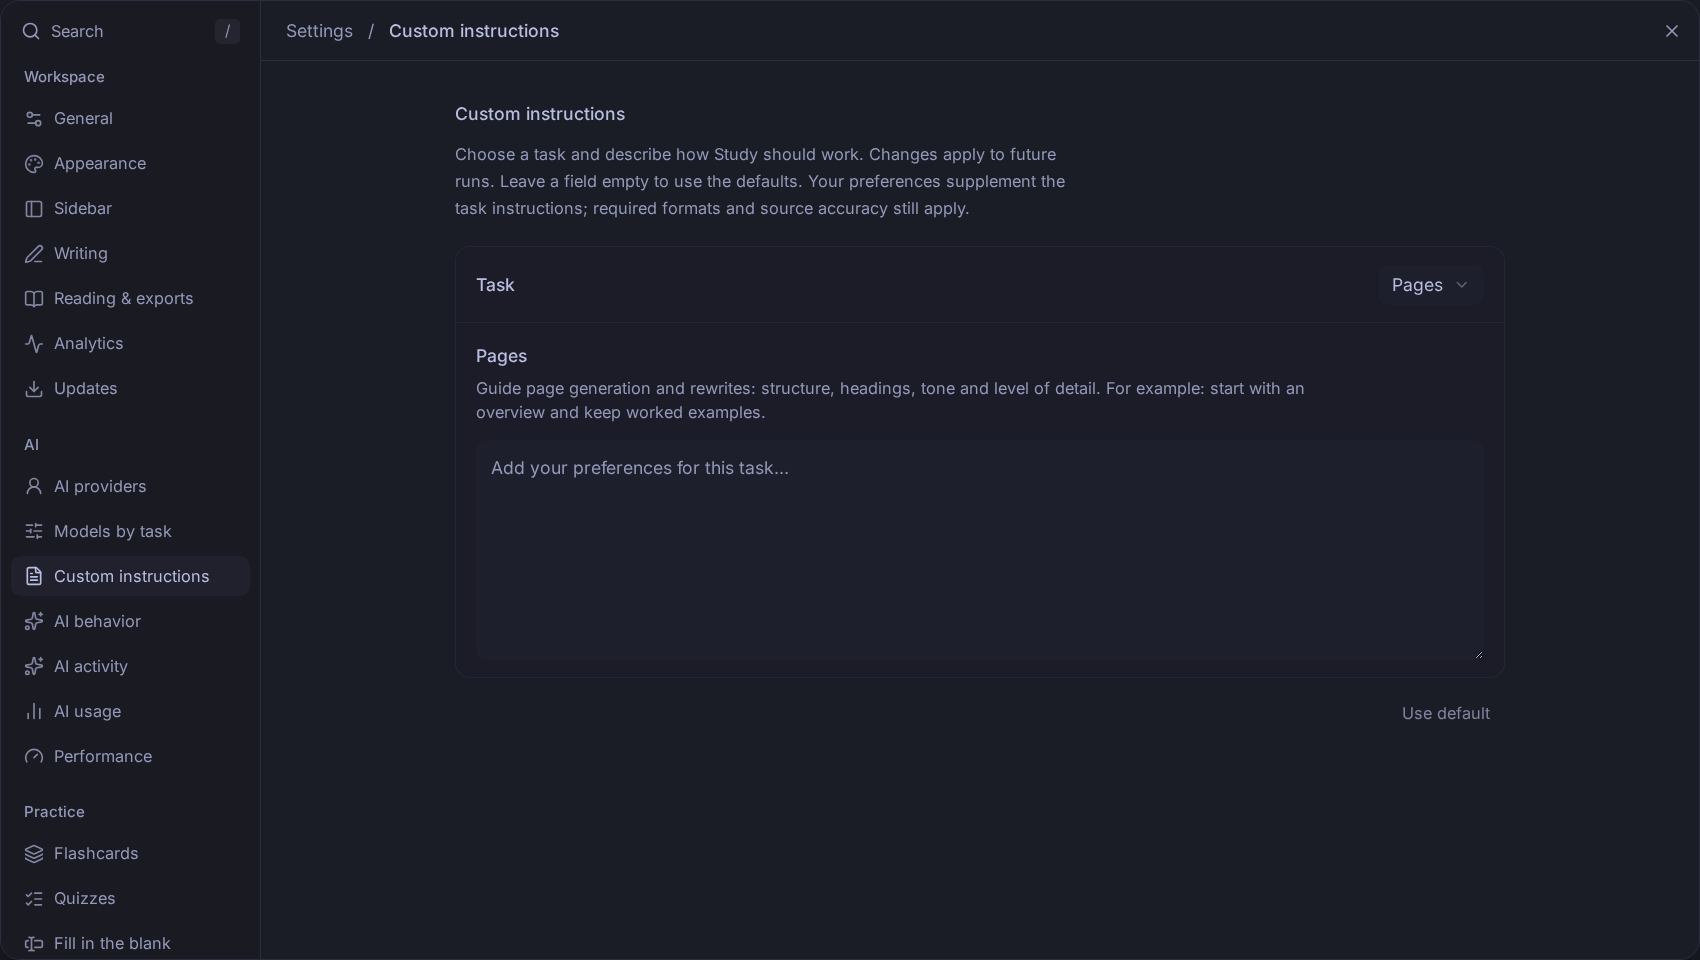 Search
/
Workspace
General
Appearance
Sidebar
Writing
Reading & exports
Analytics
Updates
AI
AI providers
Models by task
Custom instructions
AI behavior
AI activity
AI usage
Performance
Practice
Flashcards
Quizzes
Fill in the blank
Settings / Custom instructions
Custom instructions
Choose a task and describe how Study should work. Changes apply to future
runs. Leave a field empty to use the defaults. Your preferences supplement the
task instructions; required formats and source accuracy still apply.
Task
Pages
Pages
Guide page generation and rewrites: structure, headings, tone and level of detail. For example: start with an
overview and keep worked examples.
Add your preferences for this task...
Use default